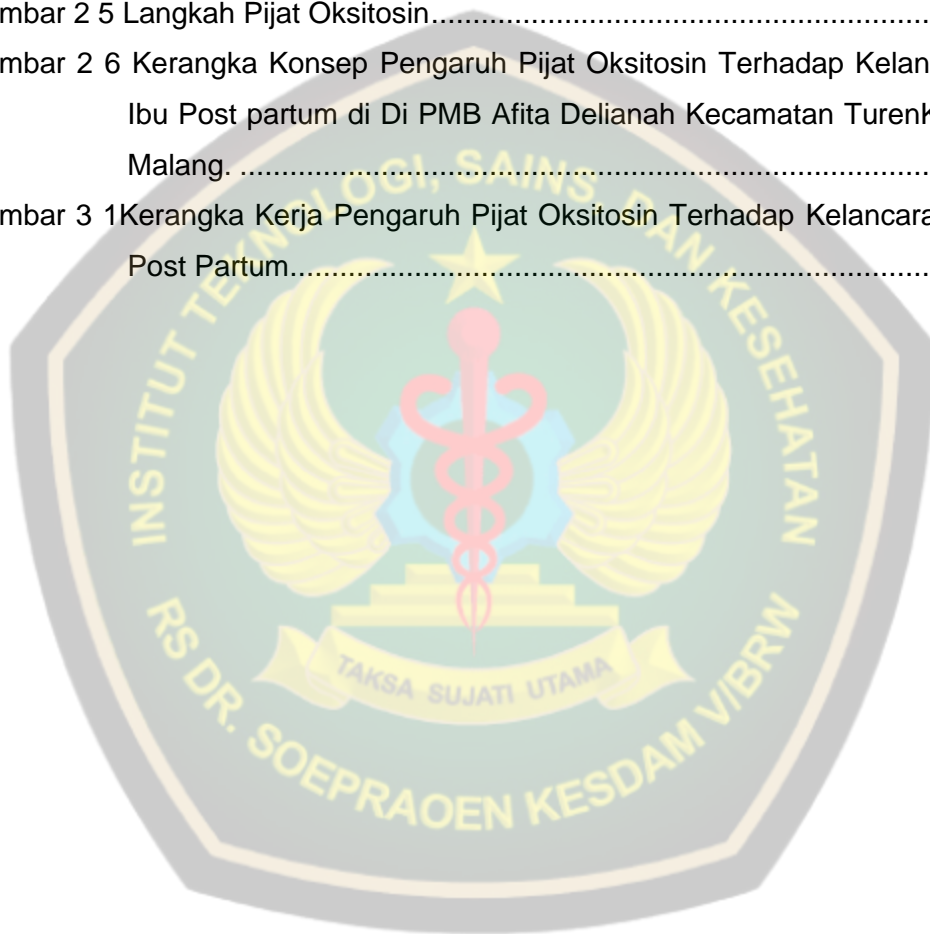 mbar 2 5 Langkah Pijat Oksitosin........................................................................
mbar 2 6 Kerangka Konsep Pengaruh Pijat Oksitosin Terhadap Kelan
Ibu Post partum di Di PMB Afita Delianah Kecamatan Turen
Malang. ....................................................................................................
mbar 3 1Kerangka Kerja Pengaruh Pijat Oksitosin Terhadap Kelancara
Post Partum................................................................................................
INSTITUT TEKNOLOGI, SAINS, DAN KESEHATAN
TAKSA SUJATI UTAMA
RS DR. SOEPRAOEN KESDAM V/BRW